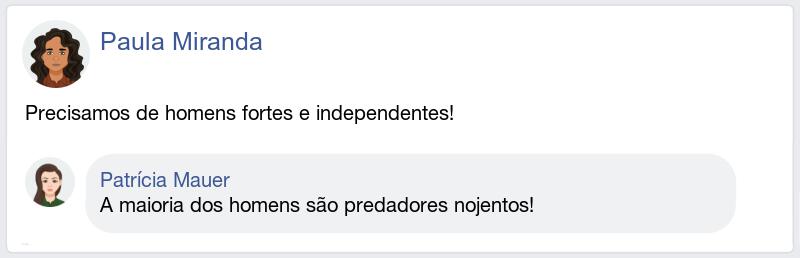 Paula Miranda
Precisamos de homens fortes e independentes!
Patrícia Mauer
A maioria dos homens são predadores nojentos!